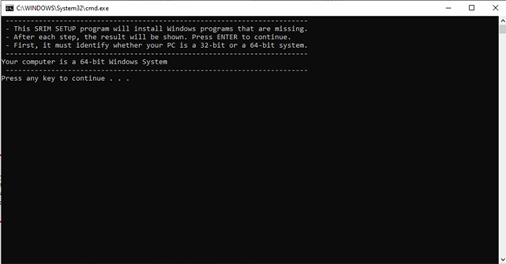 C:\WINDOWS\System32\cmd.exe
------------------------------------------------------------------------
- This SRIM SETUP program will install Windows programs that are missing.
- After each step, the result will be shown. Press ENTER to continue.
- First, it must identify whether your PC is a 32-bit or a 64-bit system.
------------------------------------------------------------------------
Your computer is a 64-bit Windows System
------------------------------------------------------------------------
Press any key to continue . . .